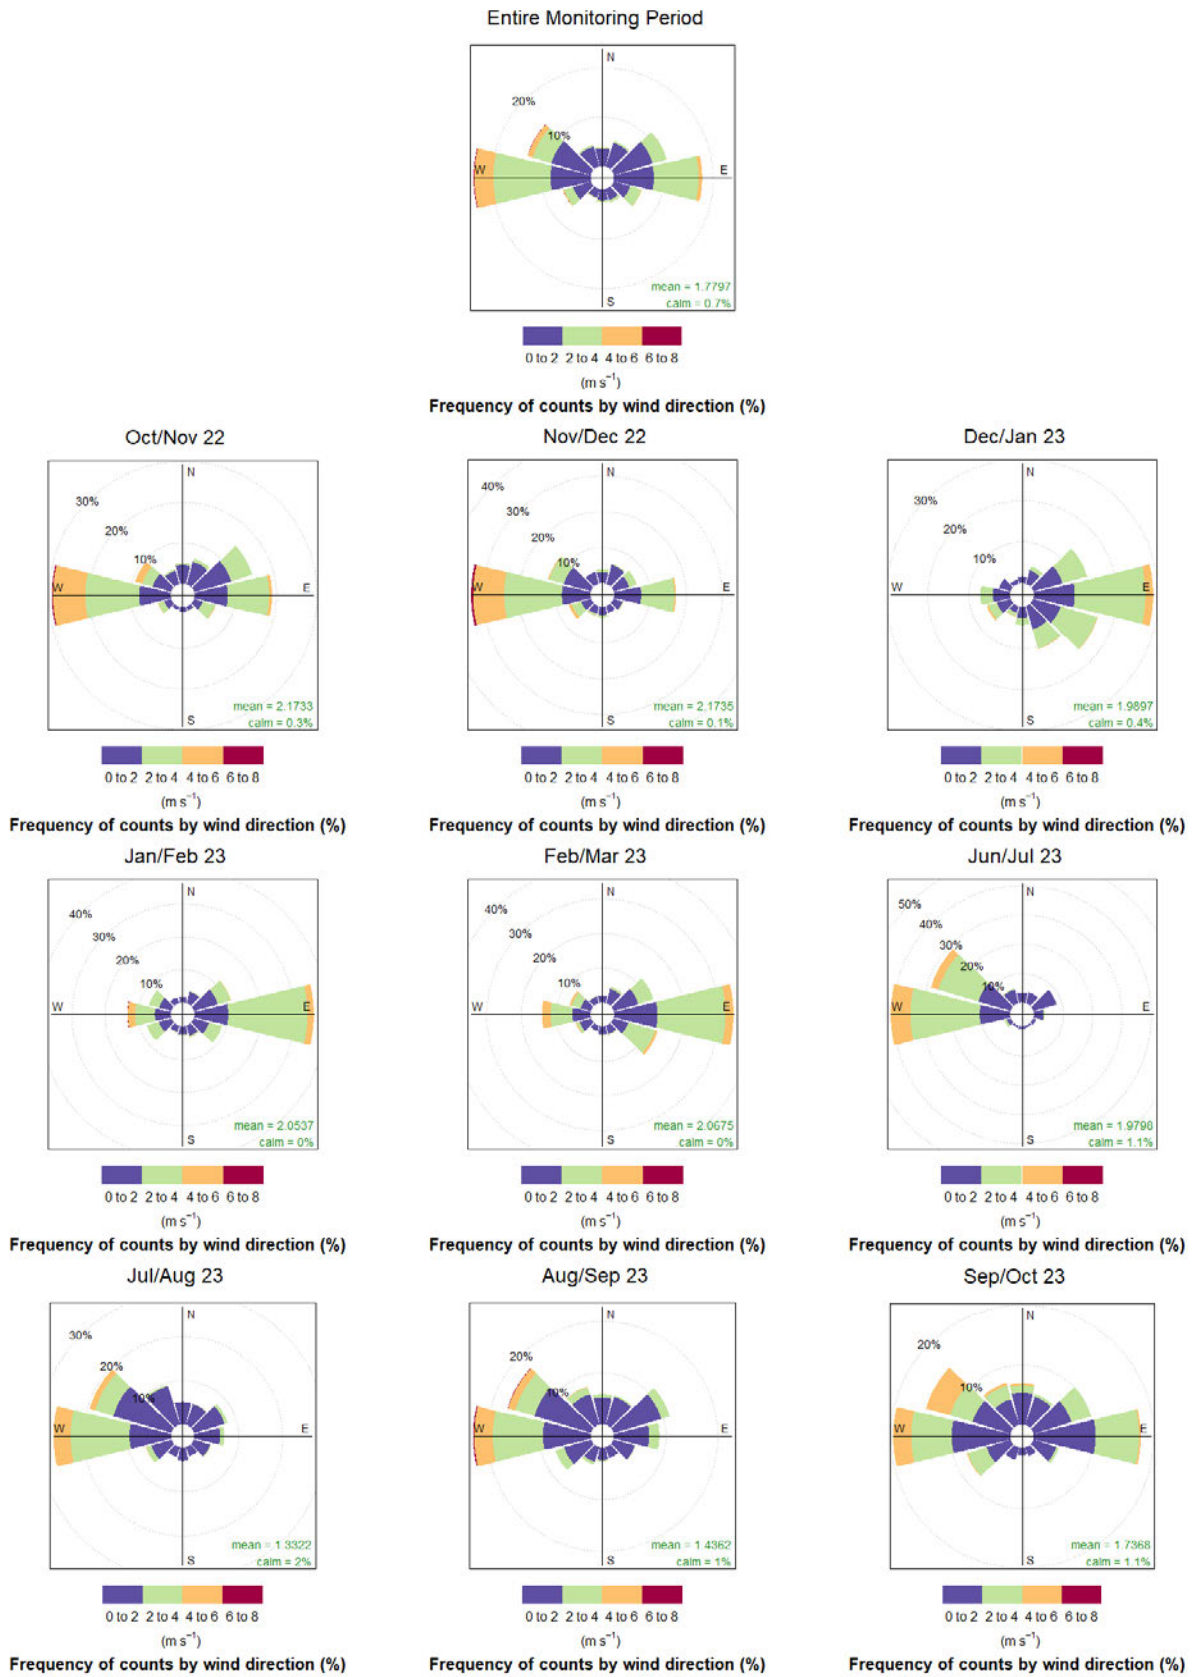 Entire Monitoring Period
N
20%
10%
W
E
mean = 1.7797
S
calm = 0.7%
0 to 2 2 to 4 4 to 6 6 to 8
(m s⁻¹)
Frequency of counts by wind direction (%)
Oct/Nov 22
N
30%
20%
10%
W
E
mean = 2.1733
S
calm = 0.3%
0 to 2 2 to 4 4 to 6 6 to 8
(m s⁻¹)
Frequency of counts by wind direction (%)
Nov/Dec 22
N
40%
30%
20%
10%
W
E
mean = 2.1735
S
calm = 0.1%
0 to 2 2 to 4 4 to 6 6 to 8
(m s⁻¹)
Frequency of counts by wind direction (%)
Dec/Jan 23
N
30%
20%
10%
W
E
mean = 1.9897
S
calm = 0.4%
0 to 2 2 to 4 4 to 6 6 to 8
(m s⁻¹)
Frequency of counts by wind direction (%)
Jan/Feb 23
N
40%
30%
20%
10%
W
E
mean = 2.0537
S
calm = 0%
0 to 2 2 to 4 4 to 6 6 to 8
(m s⁻¹)
Frequency of counts by wind direction (%)
Feb/Mar 23
N
40%
30%
20%
10%
W
E
mean = 2.0675
S
calm = 0%
0 to 2 2 to 4 4 to 6 6 to 8
(m s⁻¹)
Frequency of counts by wind direction (%)
Jun/Jul 23
N
50%
40%
30%
20%
10%
W
E
mean = 1.9798
S
calm = 1.1%
0 to 2 2 to 4 4 to 6 6 to 8
(m s⁻¹)
Frequency of counts by wind direction (%)
Jul/Aug 23
N
30%
20%
10%
W
E
mean = 1.3322
S
calm = 2%
0 to 2 2 to 4 4 to 6 6 to 8
(m s⁻¹)
Frequency of counts by wind direction (%)
Aug/Sep 23
N
20%
10%
W
E
mean = 1.4362
S
calm = 1%
0 to 2 2 to 4 4 to 6 6 to 8
(m s⁻¹)
Frequency of counts by wind direction (%)
Sep/Oct 23
N
20%
10%
W
E
mean = 1.7368
S
calm = 1.1%
0 to 2 2 to 4 4 to 6 6 to 8
(m s⁻¹)
Frequency of counts by wind direction (%)